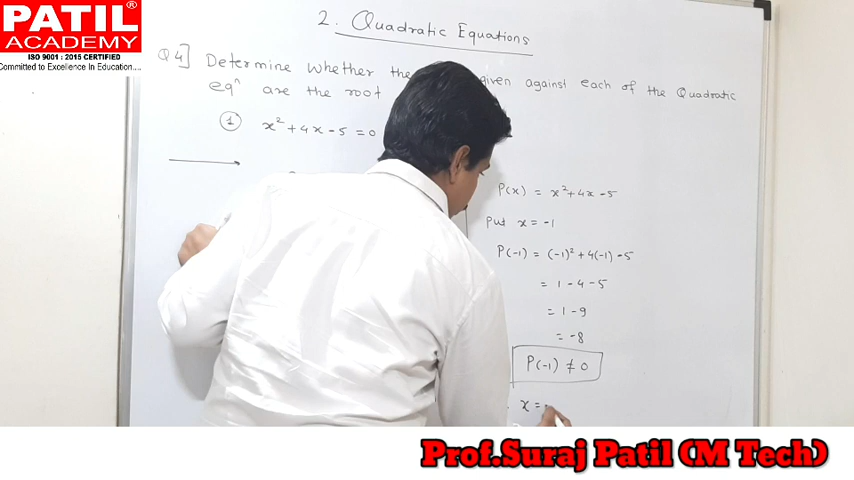 PATIL
ACADEMY
ISO 9001 : 2015 CERTIFIED
Committed to Excellence In Education....
2. Quadratic Equations
Q4] Determine whether the given against each of the Quadratic
eqⁿ are the root
① x² + 4x - 5 = 0
P(x) = x² + 4x - 5
Put x = -1
P(-1) = (-1)² + 4(-1) - 5
= 1 - 4 - 5
= 1 - 9
= -8
P(-1) ≠ 0
x =
Prof.Suraj Patil (M Tech)